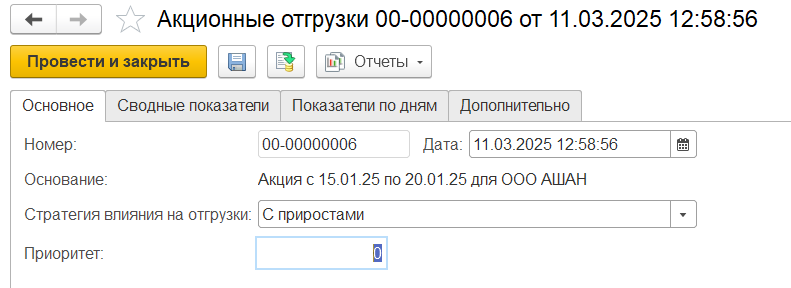 Акционные отгрузки 00-00000006 от 11.03.2025 12:58:56
Провести и закрыть Отчеты
Основное Сводные показатели Показатели по дням Дополнительно
Номер: 00-00000006 Дата: 11.03.2025 12:58:56
Основание: Акция с 15.01.25 по 20.01.25 для ООО АШАН
Стратегия влияния на отгрузки: С приростами
Приоритет: 0